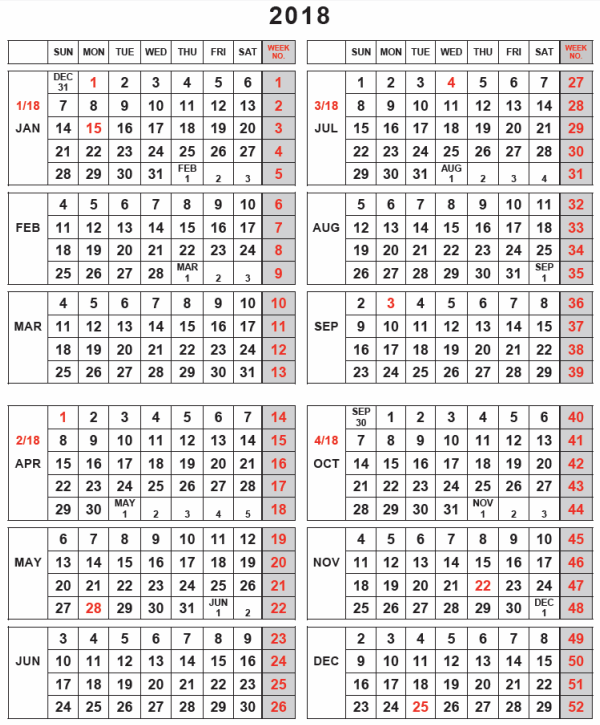 2018
SUN MON TUE WED THU FRI SAT WEEK NO.
DEC 31 1 2 3 4 5 6 1
1/18 7 8 9 10 11 12 13 2
JAN 14 15 16 17 18 19 20 3
21 22 23 24 25 26 27 4
28 29 30 31 FEB 1 2 3 5
4 5 6 7 8 9 10 6
FEB 11 12 13 14 15 16 17 7
18 19 20 21 22 23 24 8
25 26 27 28 MAR 1 2 3 9
4 5 6 7 8 9 10 10
MAR 11 12 13 14 15 16 17 11
18 19 20 21 22 23 24 12
25 26 27 28 29 30 31 13
1 2 3 4 5 6 7 14
2/18 8 9 10 11 12 13 14 15
APR 15 16 17 18 19 20 21 16
22 23 24 25 26 27 28 17
29 30 MAY 1 2 3 4 5 18
6 7 8 9 10 11 12 19
MAY 13 14 15 16 17 18 19 20
20 21 22 23 24 25 26 21
27 28 29 30 31 JUN 1 2 22
3 4 5 6 7 8 9 23
JUN 10 11 12 13 14 15 16 24
17 18 19 20 21 22 23 25
24 25 26 27 28 29 30 26
SUN MON TUE WED THU FRI SAT WEEK NO.
1 2 3 4 5 6 7 27
3/18 8 9 10 11 12 13 14 28
JUL 15 16 17 18 19 20 21 29
22 23 24 25 26 27 28 30
29 30 31 AUG 1 2 3 4 31
5 6 7 8 9 10 11 32
AUG 12 13 14 15 16 17 18 33
19 20 21 22 23 24 25 34
26 27 28 29 30 31 SEP 1 35
2 3 4 5 6 7 8 36
SEP 9 10 11 12 13 14 15 37
16 17 18 19 20 21 22 38
23 24 25 26 27 28 29 39
SEP 30 1 2 3 4 5 6 40
4/18 7 8 9 10 11 12 13 41
OCT 14 15 16 17 18 19 20 42
21 22 23 24 25 26 27 43
28 29 30 31 NOV 1 2 3 44
4 5 6 7 8 9 10 45
NOV 11 12 13 14 15 16 17 46
18 19 20 21 22 23 24 47
25 26 27 28 29 30 DEC 1 48
2 3 4 5 6 7 8 49
DEC 9 10 11 12 13 14 15 50
16 17 18 19 20 21 22 51
23 24 25 26 27 28 29 52